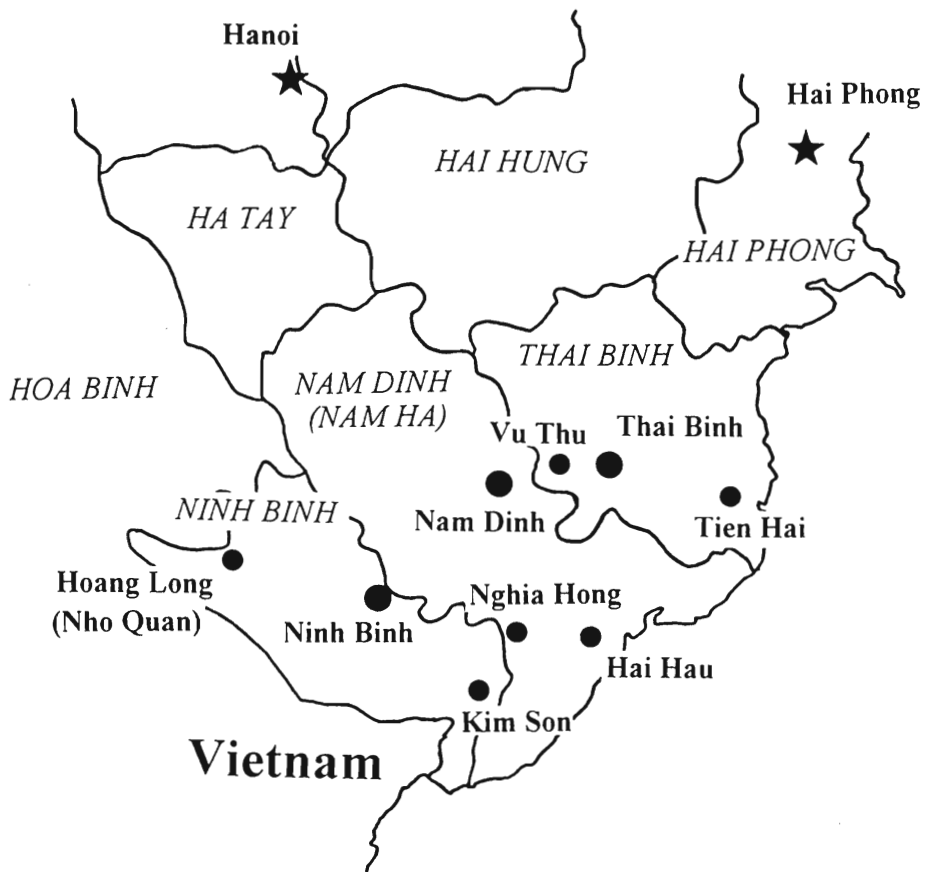 Hanoi
Hai Phong
HAI HUNG
HA TAY
HAI PHONG
THAI BINH
HOA BINH
NAM DINH
(NAM HA)
Vu Thu
Thai Binh
NINH BINH
Nam Dinh
Tien Hai
Hoang Long
(Nho Quan)
Nghia Hong
Ninh Binh
Hai Hau
Kim Son
Vietnam